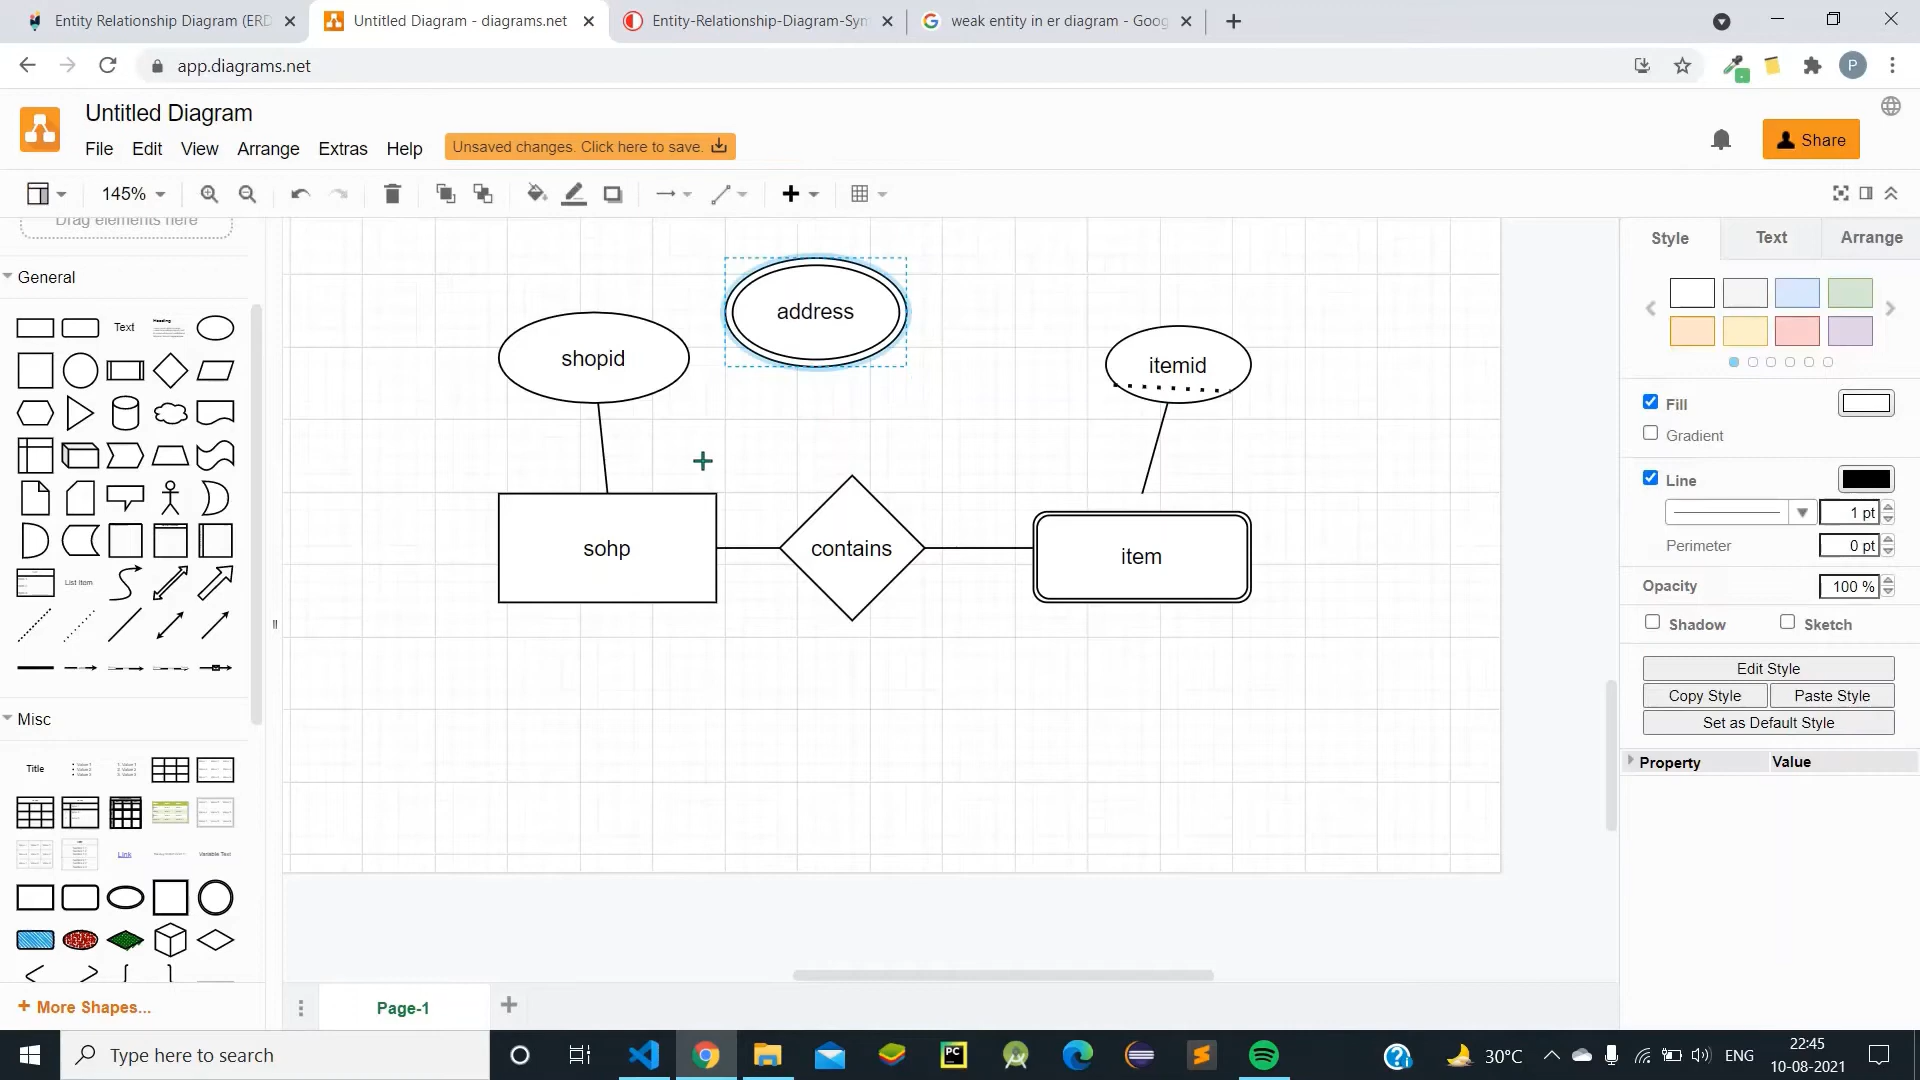 Entity Relationship Diagram (ERD
Untitled Diagram - diagrams.net
Entity-Relationship-Diagram-Syn
weak entity in er diagram - Goog
app.diagrams.net
P
Untitled Diagram
File Edit View Arrange Extras Help
Unsaved changes. Click here to save.
Share
145%
Drag elements here
General
Text
Heading
List Item
Misc
Title
Link
Variable Text
More Shapes...
address
shopid
itemid
sohp
contains
item
Style Text Arrange
Fill
Gradient
Line
1 pt
Perimeter
0 pt
Opacity
100 %
Shadow
Sketch
Edit Style
Copy Style
Paste Style
Set as Default Style
Property
Value
Page-1
Type here to search
PC
30°C
ENG
22:45
10-08-2021